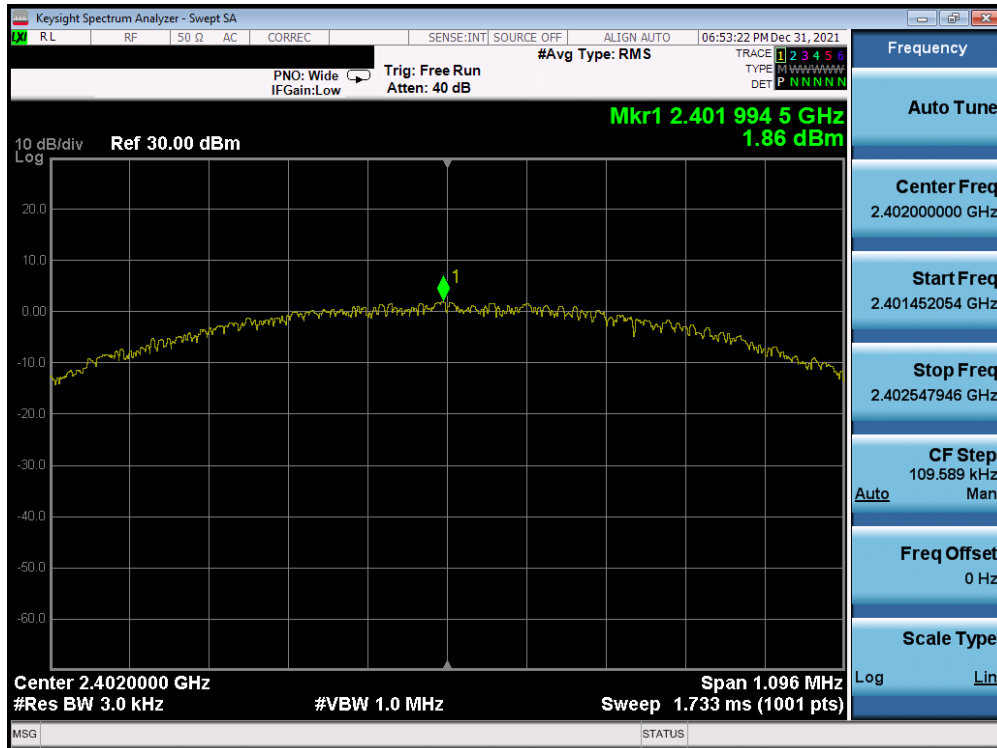 Keysight Spectrum Analyzer - Swept SA
LXI RL RF 50 Ω AC CORREC SENSE:INT SOURCE OFF ALIGN AUTO 06:53:22 PM Dec 31, 2021
#Avg Type: RMS
TRACE 1 2 3 4 5 6
PNO: Wide Trig: Free Run
TYPE M WWWWW
IFGain:Low Atten: 40 dB
DET P N N N N N
Mkr1 2.401 994 5 GHz
10 dB/div Ref 30.00 dBm 1.86 dBm
Log
20.0
10.0
1
0.00
-10.0
-20.0
-30.0
-40.0
-50.0
-60.0
Center 2.4020000 GHz Span 1.096 MHz
#Res BW 3.0 kHz #VBW 1.0 MHz Sweep 1.733 ms (1001 pts)
MSG STATUS
Frequency
Auto Tune
Center Freq
2.402000000 GHz
Start Freq
2.401452054 GHz
Stop Freq
2.402547946 GHz
CF Step
109.589 kHz
Auto Man
Freq Offset
0 Hz
Scale Type
Log Lin